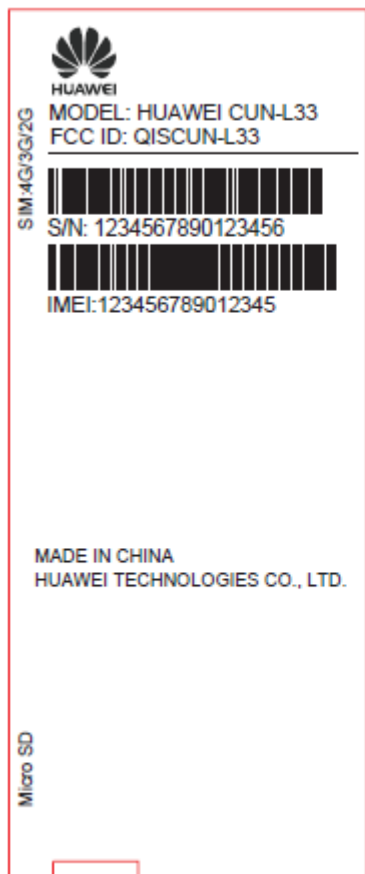 HUAWEI
MODEL: HUAWEI CUN-L33
FCC ID: QISCUN-L33
SIM:4G/3G/2G
S/N: 1234567890123456
IMEI:123456789012345
MADE IN CHINA
HUAWEI TECHNOLOGIES CO., LTD.
Micro SD